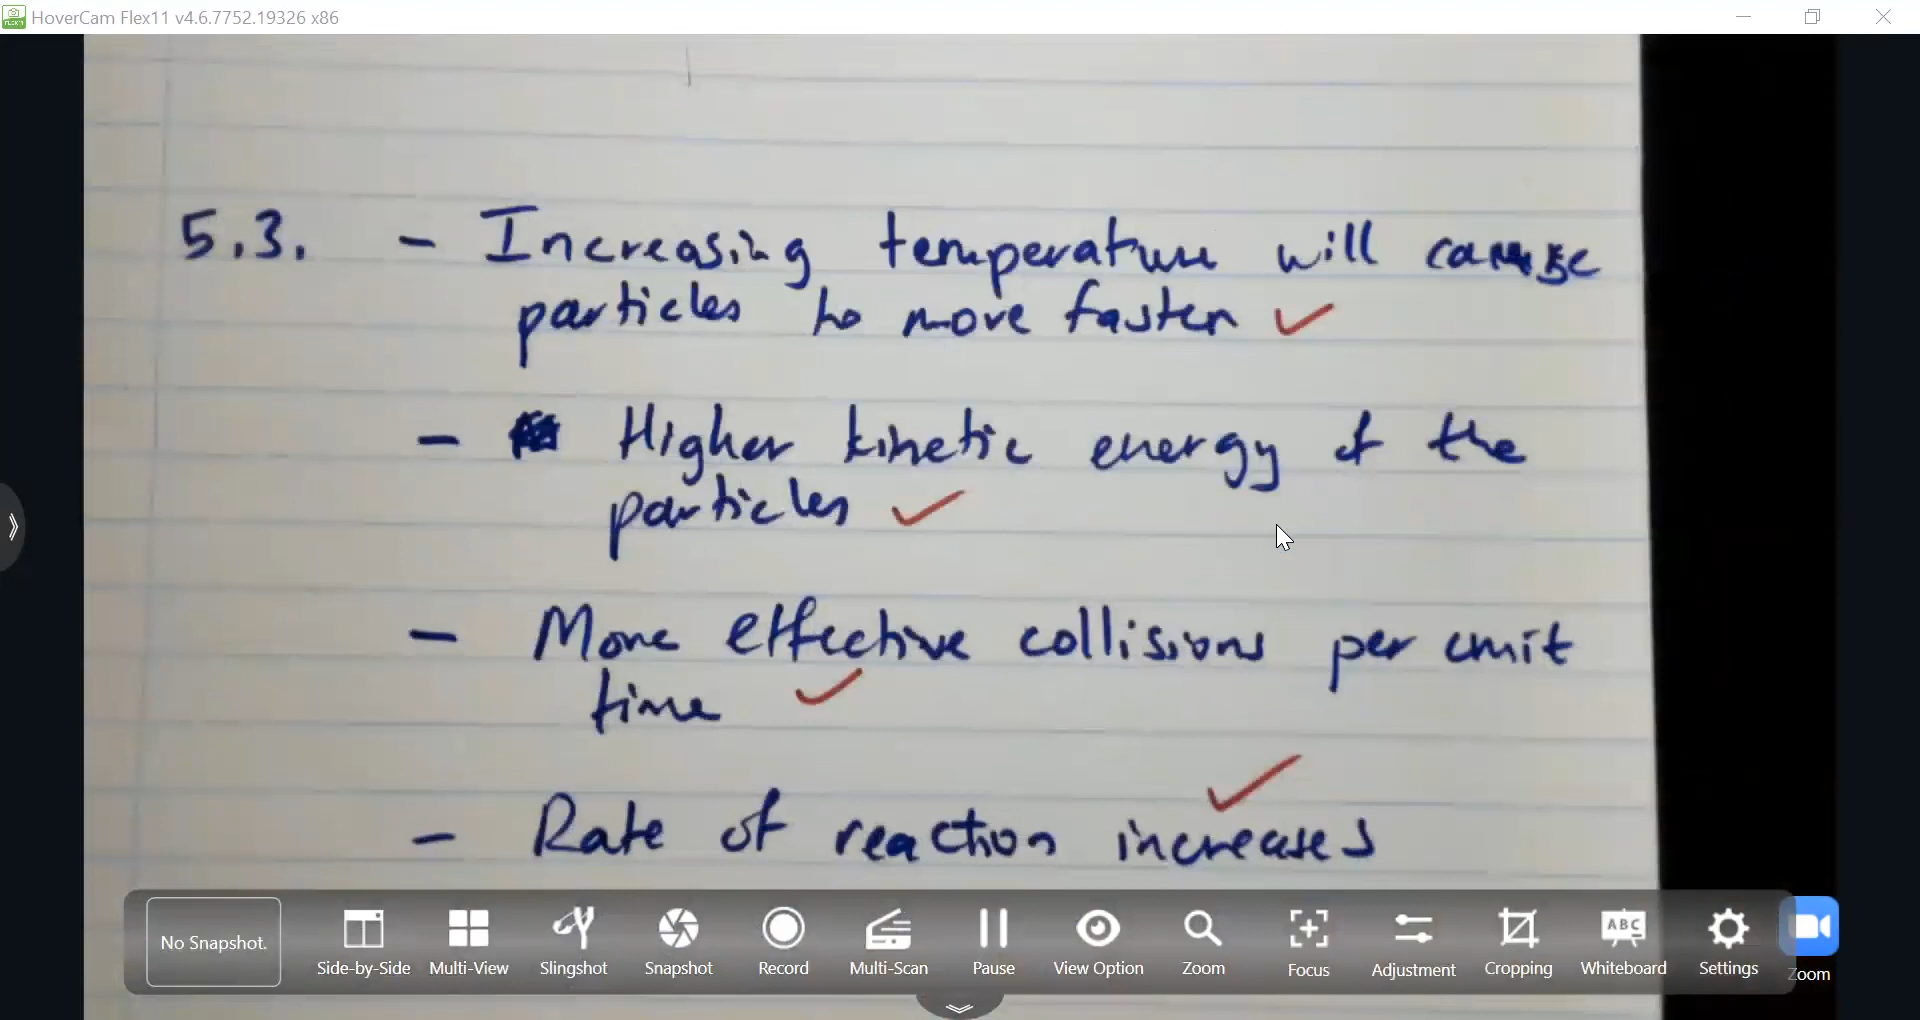 HoverCam Flex11 v4.6.7752.19326 x86
5.3. - Increasing temperature will cause
particles to move faster ✓
- Higher kinetic energy of the
particles ✓
- More effective collisions per unit
time ✓
- Rate of reaction increases ✓
No Snapshot.
Side-by-Side Multi-View Slingshot Snapshot Record Multi-Scan Pause View Option Zoom Focus Adjustment Cropping ABC Whiteboard Settings Zoom